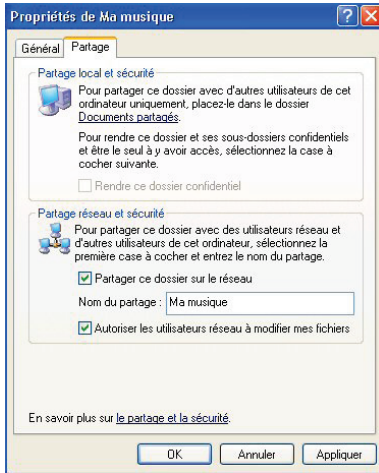 Propriétés de Ma musique
Général
Partage
Partage local et sécurité
Pour partager ce dossier avec d'autres utilisateurs de cet
ordinateur uniquement, placez-le dans le dossier
Documents partagés.
Pour rendre ce dossier et ses sous-dossiers confidentiels
et être le seul à y avoir accès, sélectionnez la case à
cocher suivante.
Rendre ce dossier confidentiel
Partage réseau et sécurité
Pour partager ce dossier avec des utilisateurs réseau et
d'autres utilisateurs de cet ordinateur, sélectionnez la
première case à cocher et entrez le nom du partage.
Partager ce dossier sur le réseau
Nom du partage : Ma musique
Autoriser les utilisateurs réseau à modifier mes fichiers
En savoir plus sur le partage et la sécurité.
OK Annuler Appliquer